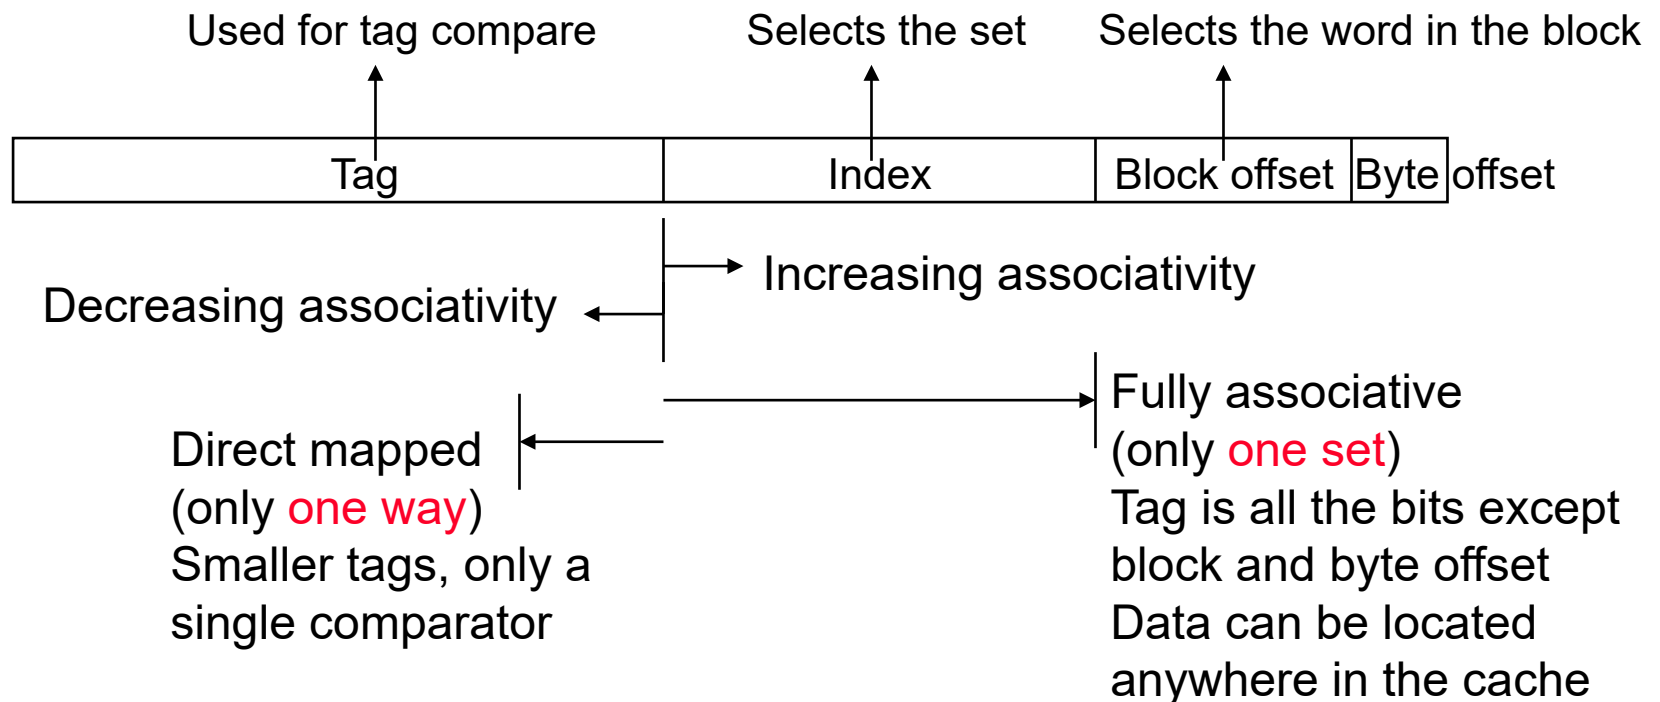 Used for tag compare
Selects the set
Selects the word in the block
Tag
Index
Block offset
Byte offset
Increasing associativity
Decreasing associativity
Direct mapped
(only one way)
Smaller tags, only a
single comparator
Fully associative
(only one set)
Tag is all the bits except
block and byte offset
Data can be located
anywhere in the cache